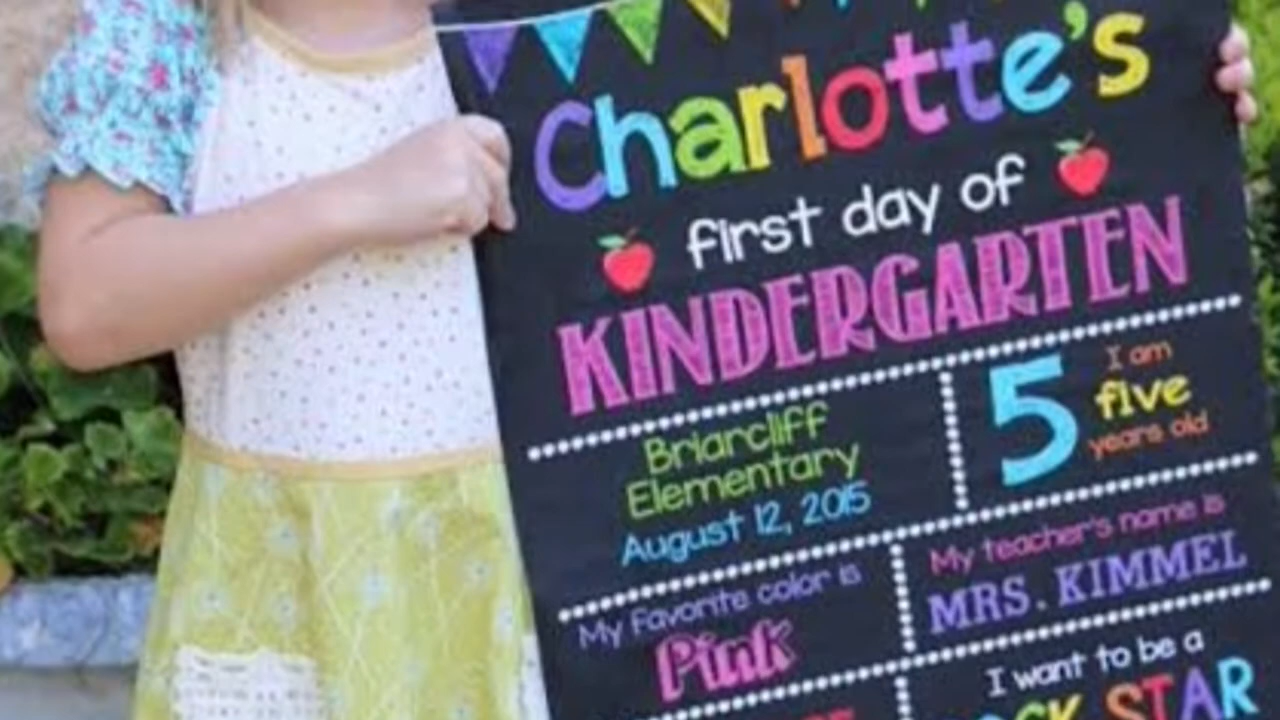 Charlotte's
first day of
KINDERGARTEN
Briarcliff
Elementary
August 12, 2015
5
I am
five
years old
My Favorite color is
Pink
My teacher's name is
MRS. KIMMEL
I want to be a
STAR